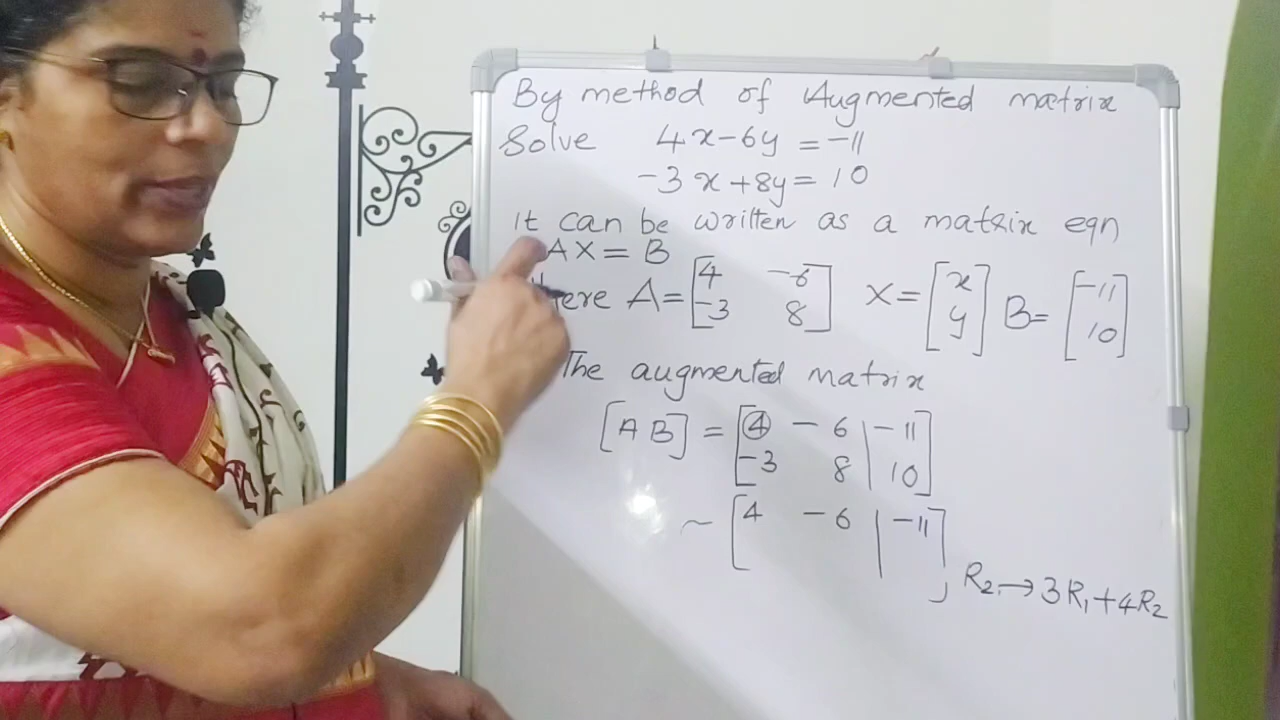 By method of Augmented matrix
Solve 4x-6y = -11
-3x+8y= 10
It can be written as a matrix eqn
AX = B
here A= [4 -6 -3 8] X= [x y] B= [-11 10]
The augmented matrix
[A B] = [4 -6 | -11
-3 8 | 10]
~ [4 -6 | -11]
R2 → 3R1+4R2